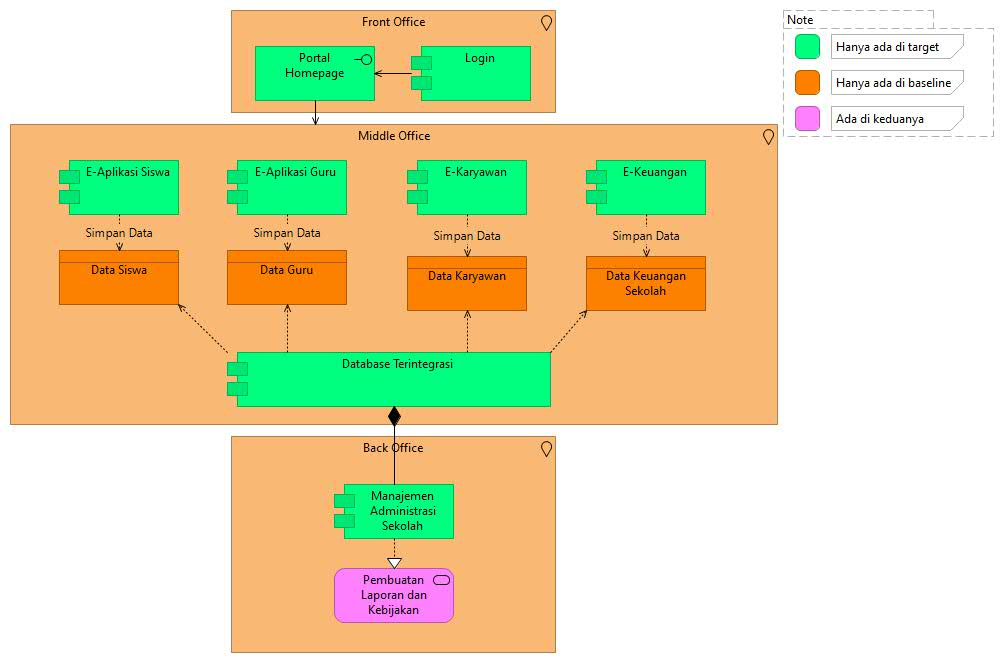 Front Office
Portal
Homepage
Login
Note
Hanya ada di target
Hanya ada di baseline
Ada di keduanya
Middle Office
E-Aplikasi Siswa
E-Aplikasi Guru
E-Karyawan
E-Keuangan
Simpan Data
Simpan Data
Simpan Data
Simpan Data
Data Siswa
Data Guru
Data Karyawan
Data Keuangan
Sekolah
Database Terintegrasi
Back Office
Manajemen
Administrasi
Sekolah
Pembuatan
Laporan dan
Kebijakan